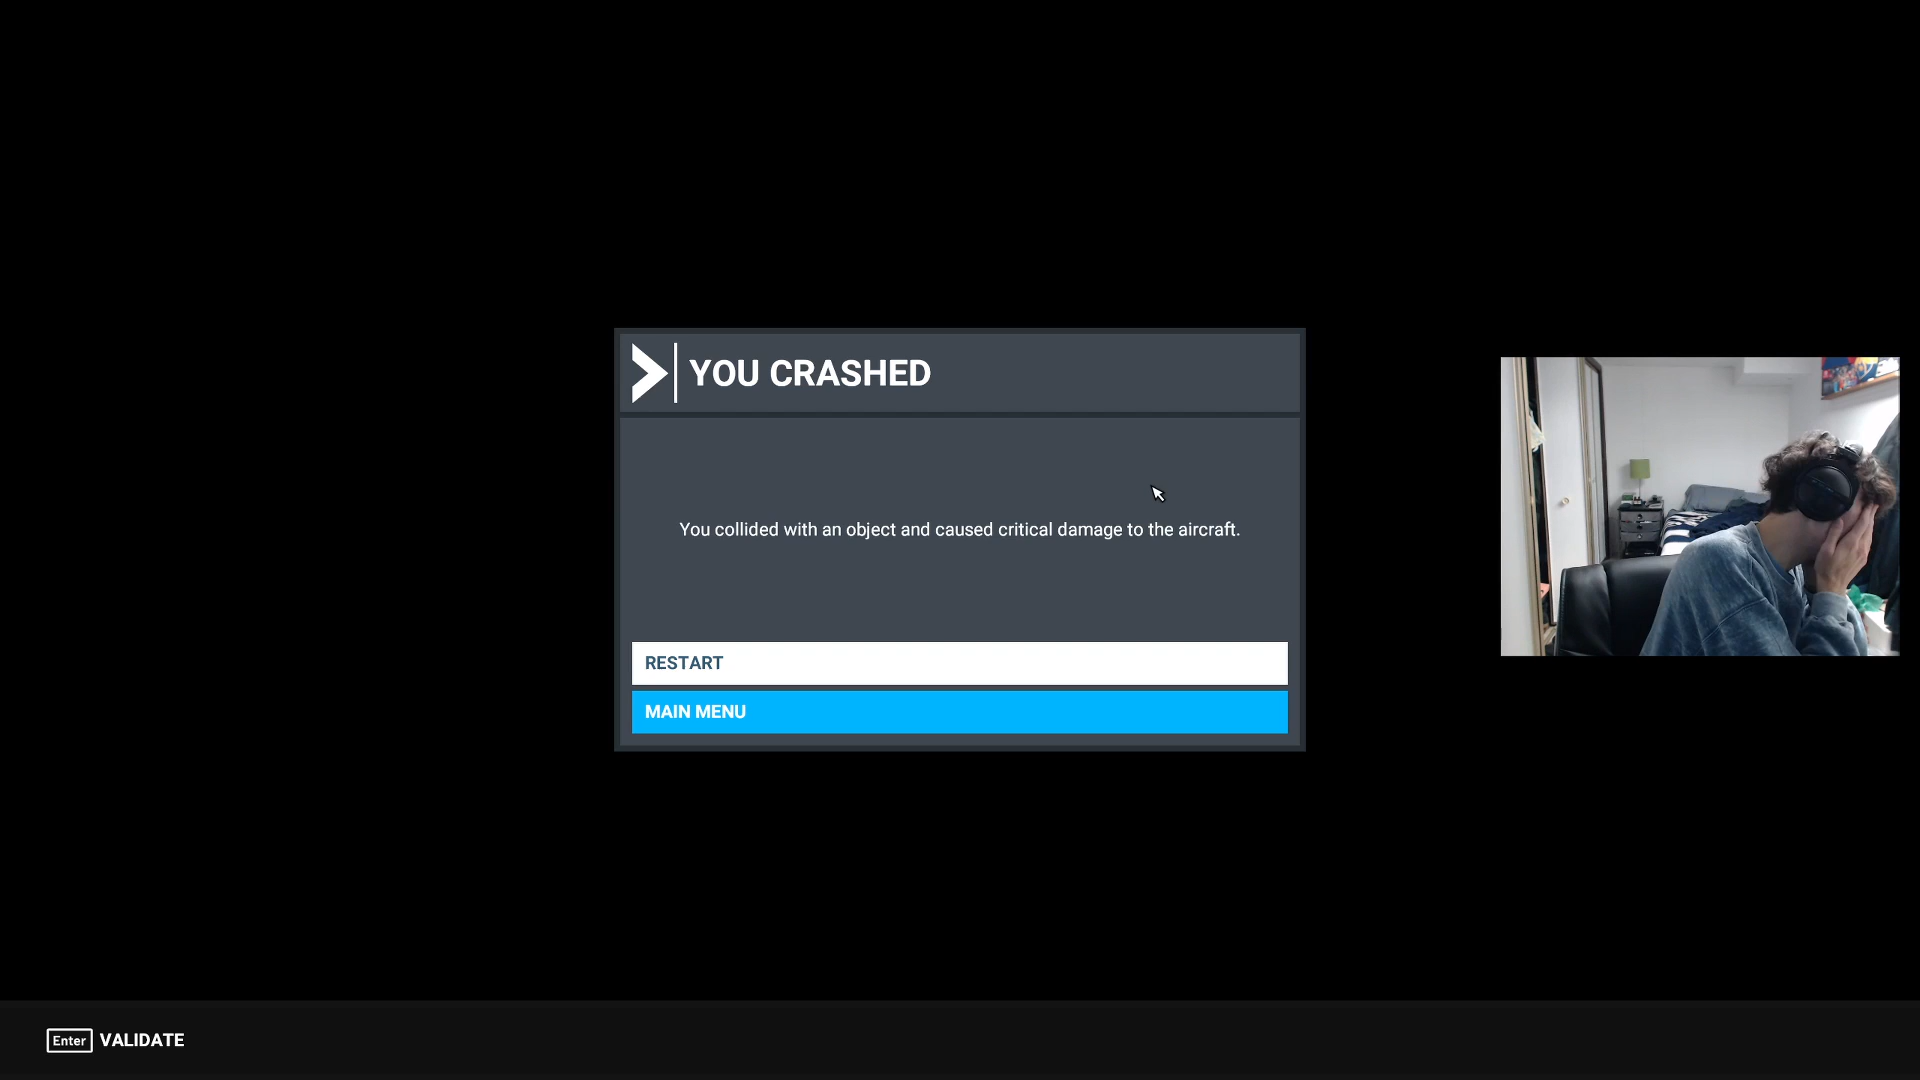 YOU CRASHED
You collided with an object and caused critical damage to the aircraft.
RESTART
MAIN MENU
Enter VALIDATE